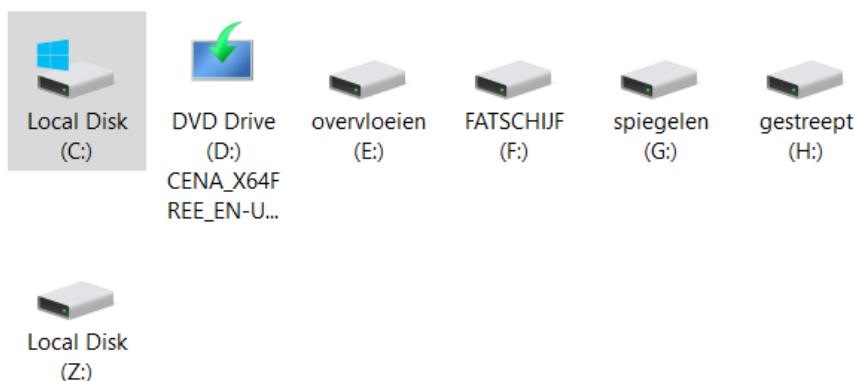 Local Disk
(C:)
DVD Drive
(D:)
CENA_X64F
REE_EN-U...
overvloeien
(E:)
FATSCHIJF
(F:)
spiegelen
(G:)
gestreept
(H:)
Local Disk
(Z:)